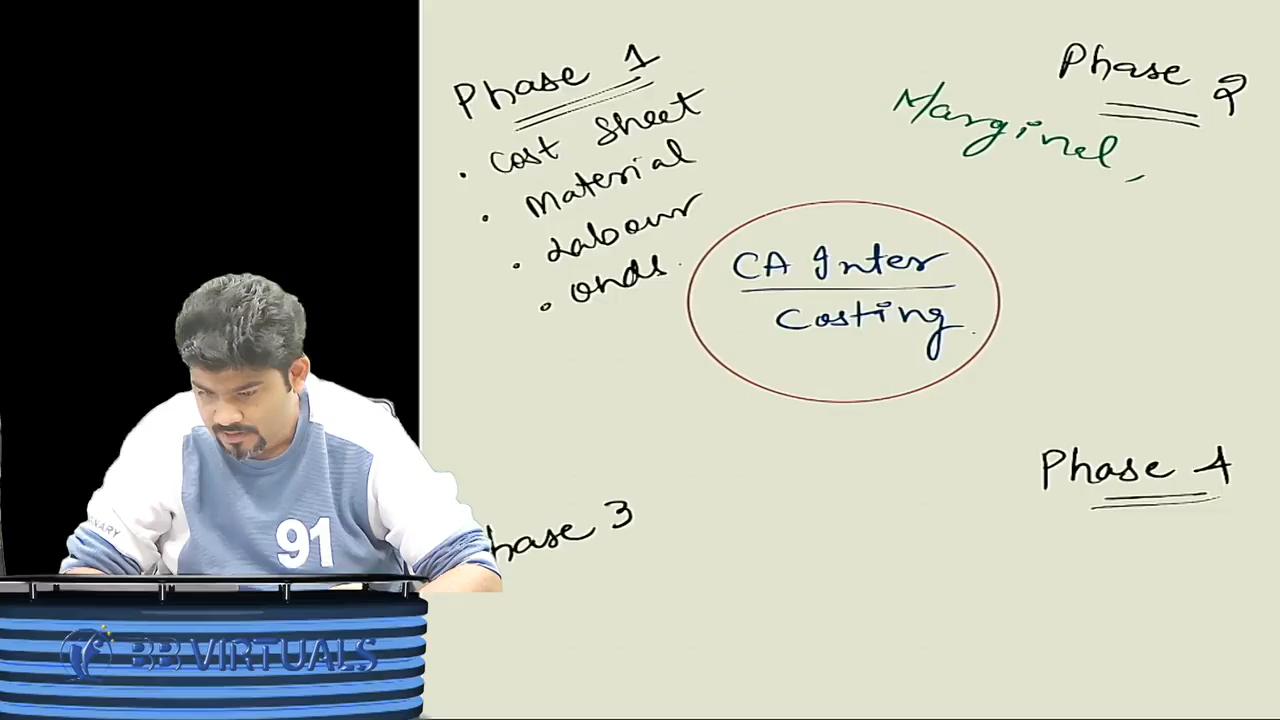 Phase 1
• Cost Sheet
• Material
• Labour
• OHDs.
Phase 2
Marginal,
CA Inter
Costing.
hase 3
Phase 4
91
NARY
BB VIRTUALS